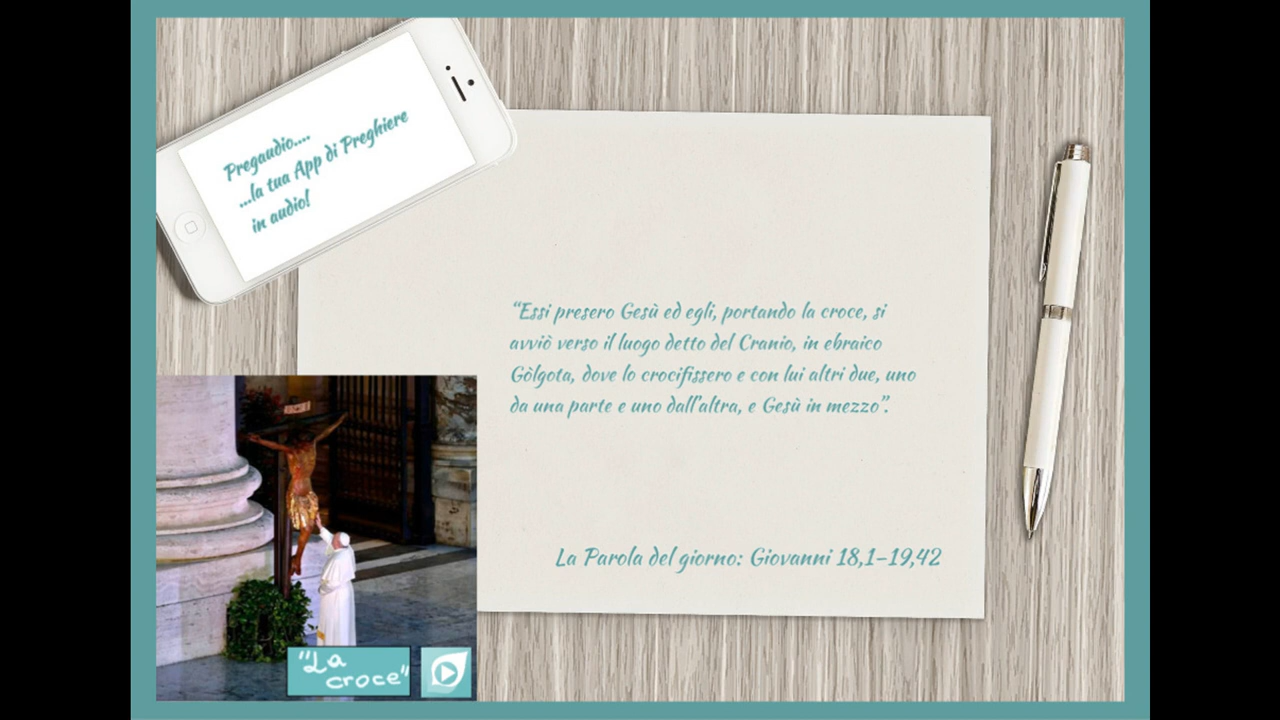 Pregaudio....
...la tua App di Preghiere
in audio!
“Essi presero Gesù ed egli, portando la croce, si
avviò verso il luogo detto del Cranio, in ebraico
Gòlgota, dove lo crocifissero e con lui altri due, uno
da una parte e uno dall’altra, e Gesù in mezzo”.
La Parola del giorno: Giovanni 18,1–19,42
"La
croce"